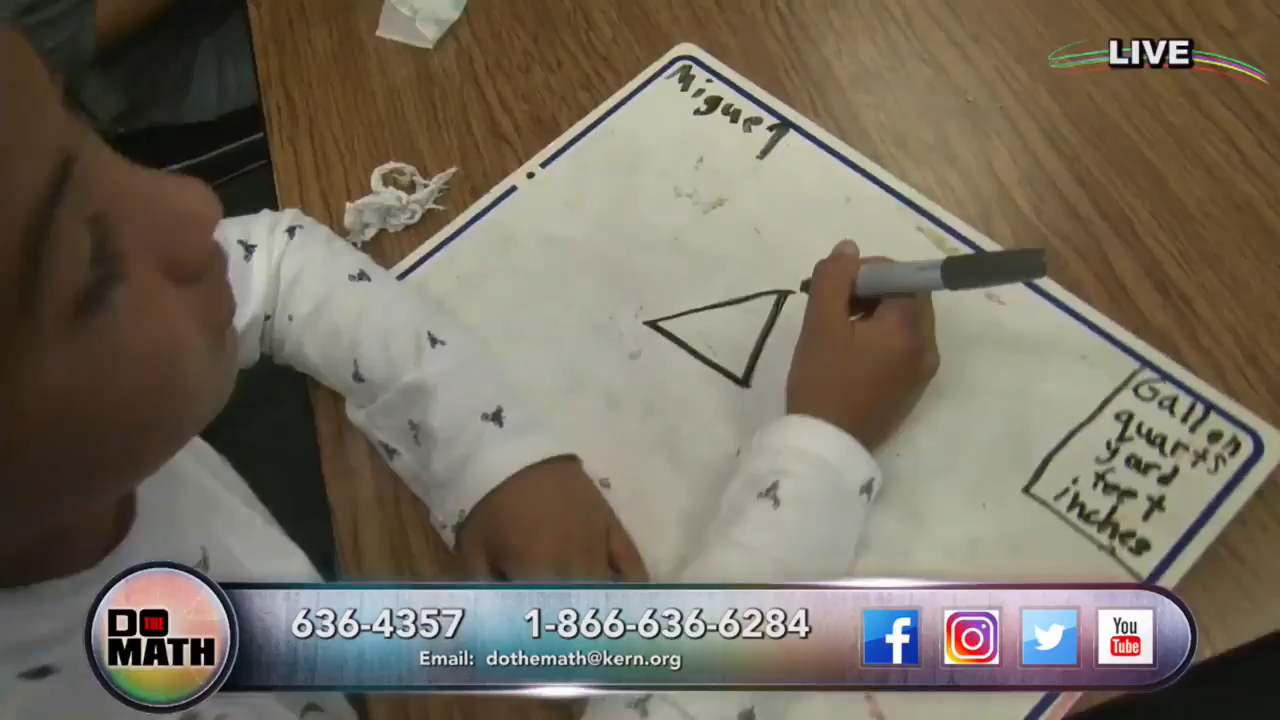 LIVE
Miguel
Gallon
quarts
yard
feet
inches
DO THE
MATH
636-4357 1-866-636-6284
Email: dothemath@kern.org
You
Tube